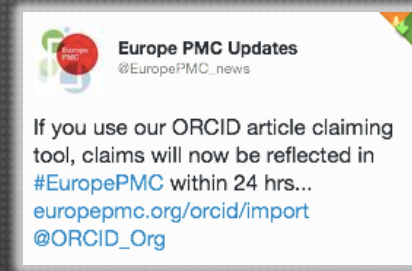 Europe
PMC
Europe PMC Updates
@EuropePMC_news
If you use our ORCID article claiming
tool, claims will now be reflected in
#EuropePMC within 24 hrs...
europepmc.org/orcid/import
@ORCID_Org